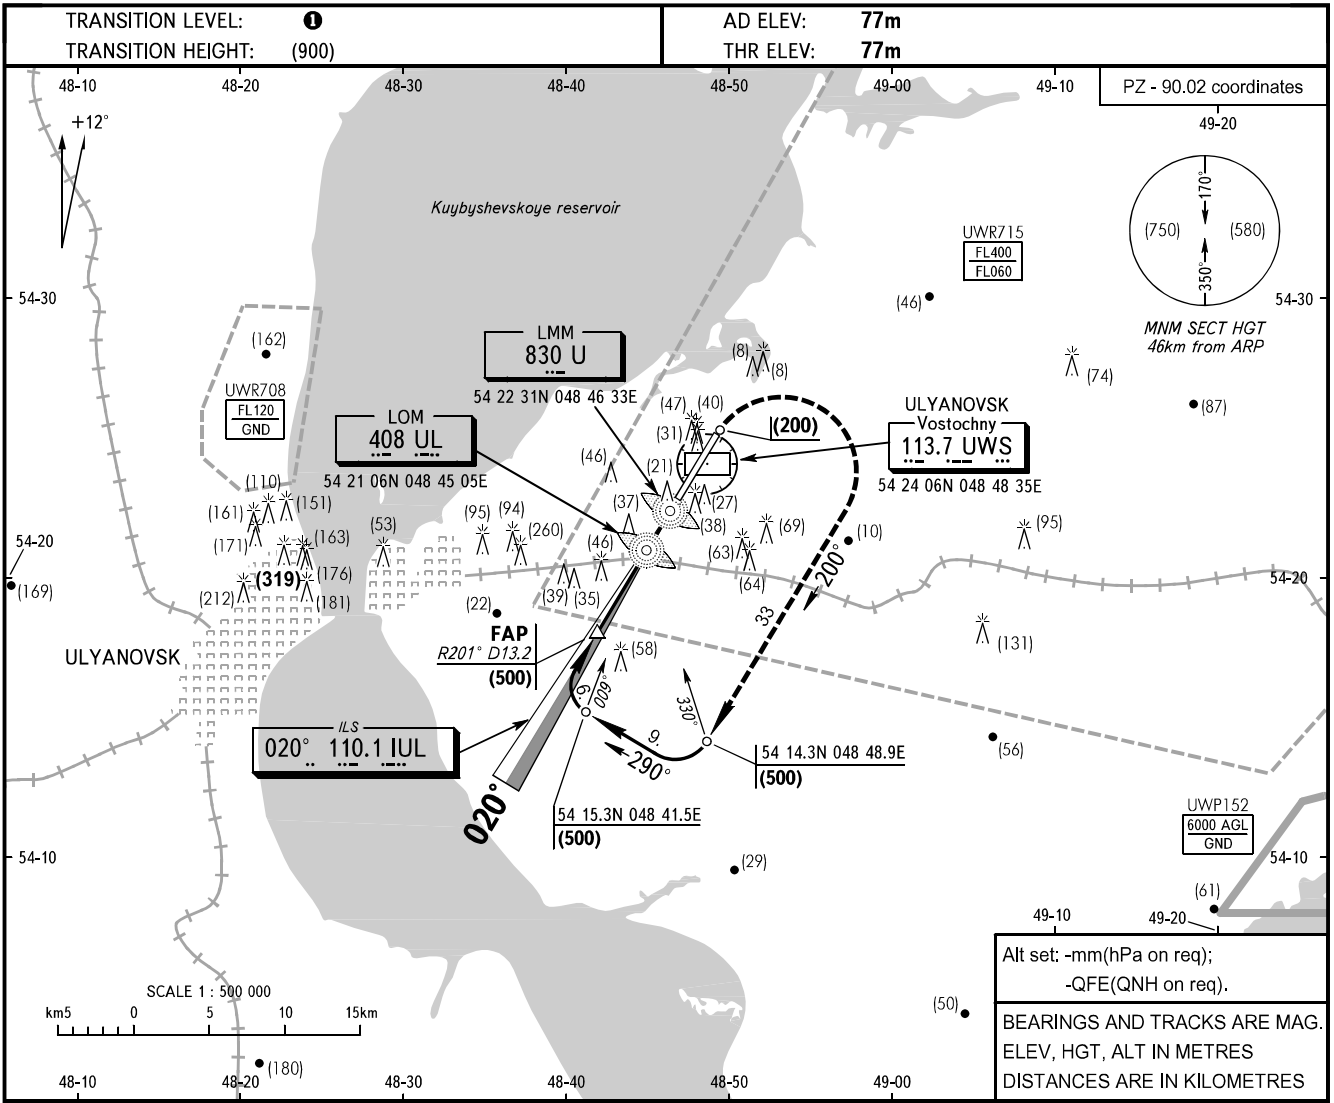 TRANSITION LEVEL: ❶
TRANSITION HEIGHT: (900)
AD ELEV: 77m
THR ELEV: 77m
48-10 48-20 48-30 48-40 48-50 49-00 49-10
PZ - 90.02 coordinates
49-20
+12°
Kuybyshevskoye reservoir
170°
(750) (580)
350°
MNM SECT HGT
46km from ARP
UWR715
FL400
FL060
(46)
54-30
54-30
(162)
UWR708
FL120
GND
LMM
830 U
54 22 31N 048 46 33E
LOM
408 UL
54 21 06N 048 45 05E
(8)
(8)
(74)
(87)
(47) (40)
(31)
(200)
ULYANOVSK
Vostochny
113.7 UWS
54 24 06N 048 48 35E
(46)
(21)
(27)
(37)
(38)
(110)
(151)
(161)
(171)
(163)
(53)
(95) (94)
(260)
(46)
(69)
(63)
(64)
(10)
(95)
54-20
(169)
(319)
(176)
(212)
(181)
(39) (35)
54-20
200°
33
(22)
FAP
R201° D13.2
(500)
(58)
(131)
ULYANOVSK
6.
009°
330°
ILS
020° 110.1 IUL
9.
290°
(56)
54 14.3N 048 48.9E
(500)
020°
54 15.3N 048 41.5E
(500)
UWP152
6000 AGL
GND
54-10
54-10
(29)
(61)
49-10 49-20
Alt set: -mm(hPa on req);
-QFE(QNH on req).
SCALE 1 : 500 000
km5 0 5 10 15km
(50)
BEARINGS AND TRACKS ARE MAG.
ELEV, HGT, ALT IN METRES
DISTANCES ARE IN KILOMETRES
(180)
48-10 48-20 48-30 48-40 48-50 49-00